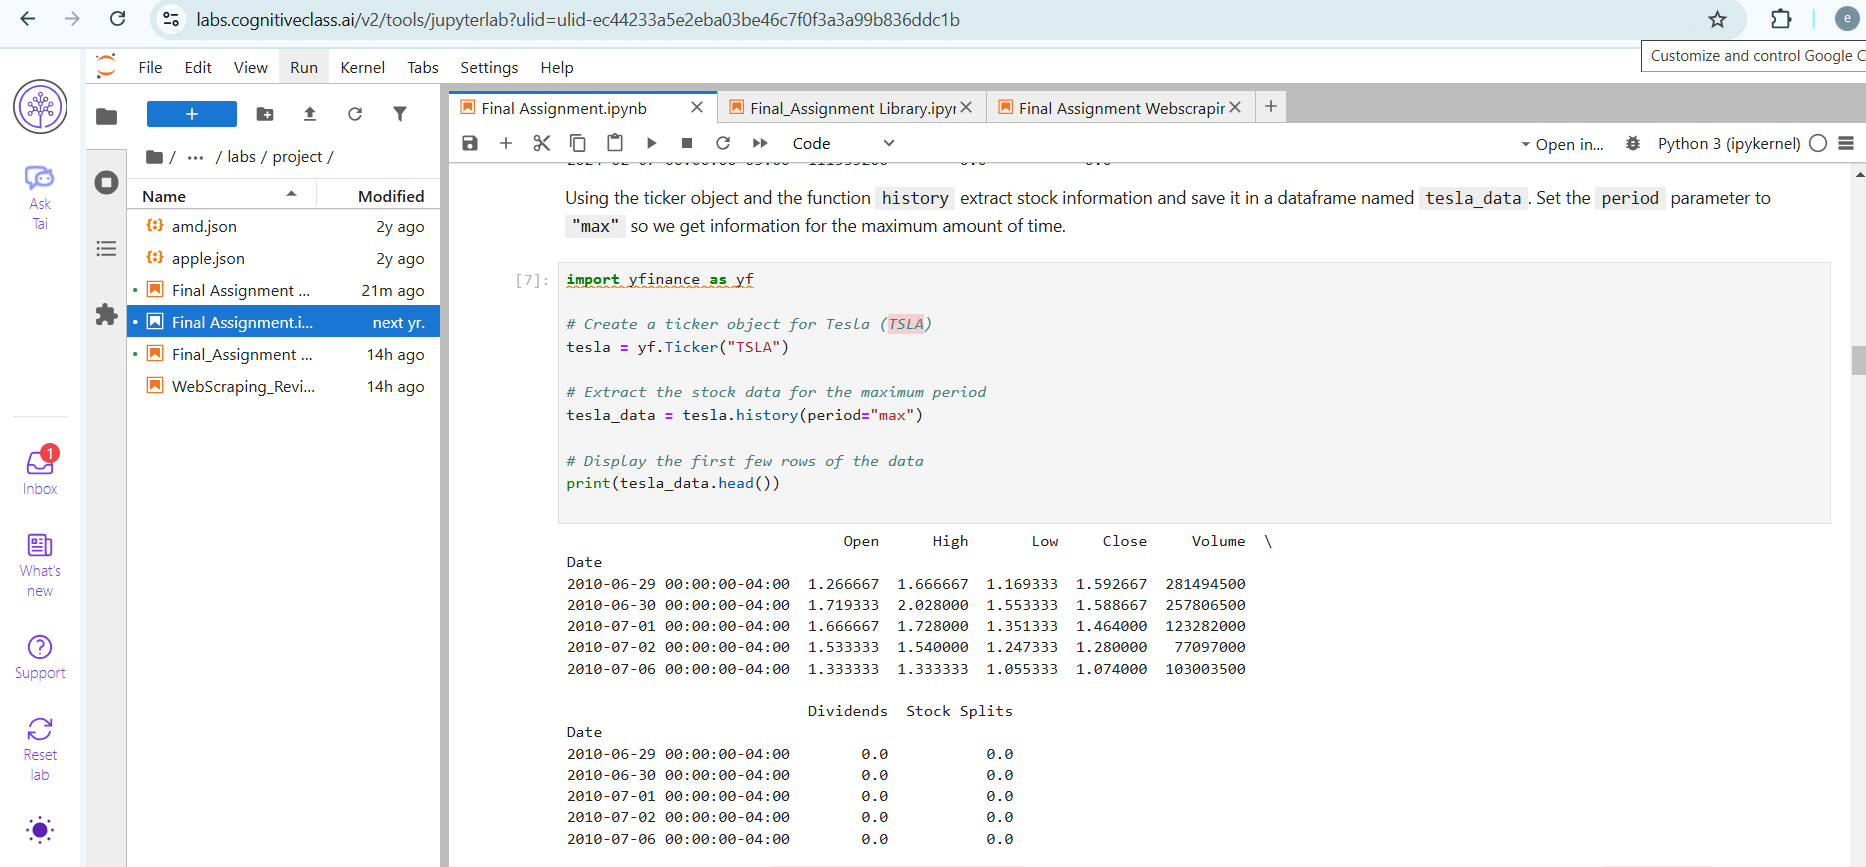 labs.cognitiveclass.ai/v2/tools/jupyterlab?ulid=ulid-ec44233a5e2eba03be46c7f0f3a3a99b836ddc1b
e
Customize and control Google C
File Edit View Run Kernel Tabs Settings Help
Final Assignment.ipynb
Final_Assignment Library.ipyn
Final Assignment Webscrapin
Code
Open in...
Python 3 (ipykernel)
Ask
Tai
1
Inbox
What's
new
Support
Reset
lab
/ ... / labs / project /
Name Modified
amd.json 2y ago
apple.json 2y ago
Final Assignment ... 21m ago
Final Assignment.i... next yr.
Final_Assignment ... 14h ago
WebScraping_Revi... 14h ago
Using the ticker object and the function history extract stock information and save it in a dataframe named tesla_data . Set the period parameter to
"max" so we get information for the maximum amount of time.
[7]:
import yfinance as yf
# Create a ticker object for Tesla (TSLA)
tesla = yf.Ticker("TSLA")
# Extract the stock data for the maximum period
tesla_data = tesla.history(period="max")
# Display the first few rows of the data
print(tesla_data.head())
Open High Low Close Volume \
Date
2010-06-29 00:00:00-04:00 1.266667 1.666667 1.169333 1.592667 281494500
2010-06-30 00:00:00-04:00 1.719333 2.028000 1.553333 1.588667 257806500
2010-07-01 00:00:00-04:00 1.666667 1.728000 1.351333 1.464000 123282000
2010-07-02 00:00:00-04:00 1.533333 1.540000 1.247333 1.280000 77097000
2010-07-06 00:00:00-04:00 1.333333 1.333333 1.055333 1.074000 103003500
Dividends Stock Splits
Date
2010-06-29 00:00:00-04:00 0.0 0.0
2010-06-30 00:00:00-04:00 0.0 0.0
2010-07-01 00:00:00-04:00 0.0 0.0
2010-07-02 00:00:00-04:00 0.0 0.0
2010-07-06 00:00:00-04:00 0.0 0.0